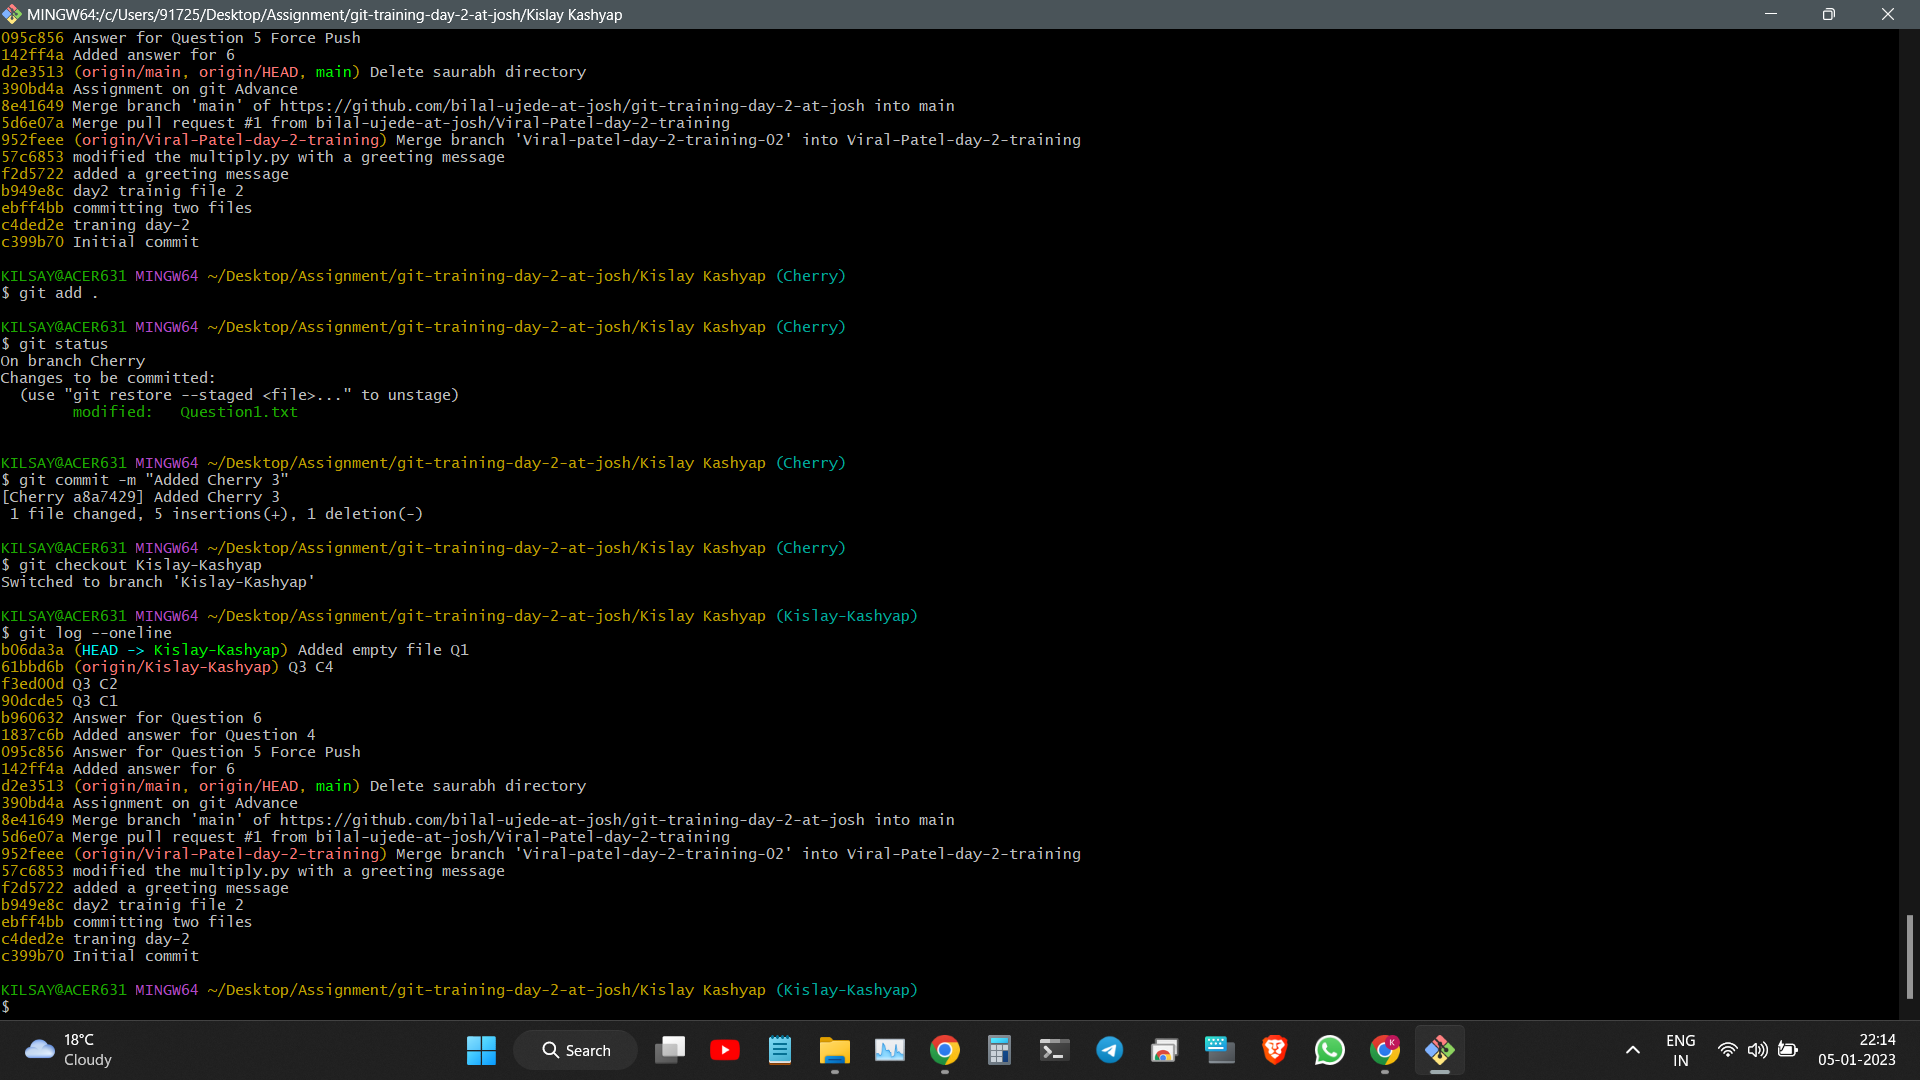 MINGW64:/c/Users/91725/Desktop/Assignment/git-training-day-2-at-josh/Kislay Kashyap
095c856 Answer for Question 5 Force Push
142ff4a Added answer for 6
d2e3513 (origin/main, origin/HEAD, main) Delete saurabh directory
390bd4a Assignment on git Advance
8e41649 Merge branch 'main' of https://github.com/bilal-ujede-at-josh/git-training-day-2-at-josh into main
5d6e07a Merge pull request #1 from bilal-ujede-at-josh/Viral-Patel-day-2-training
952feee (origin/Viral-Patel-day-2-training) Merge branch 'Viral-patel-day-2-training-02' into Viral-Patel-day-2-training
57c6853 modified the multiply.py with a greeting message
f2d5722 added a greeting message
b949e8c day2 trainig file 2
ebff4bb committing two files
c4ded2e traning day-2
c399b70 Initial commit
KILSAY@ACER631 MINGW64 ~/Desktop/Assignment/git-training-day-2-at-josh/Kislay Kashyap (Cherry)
$ git add .
KILSAY@ACER631 MINGW64 ~/Desktop/Assignment/git-training-day-2-at-josh/Kislay Kashyap (Cherry)
$ git status
On branch Cherry
Changes to be committed:
  (use "git restore --staged <file>..." to unstage)
        modified:   Question1.txt
KILSAY@ACER631 MINGW64 ~/Desktop/Assignment/git-training-day-2-at-josh/Kislay Kashyap (Cherry)
$ git commit -m "Added Cherry 3"
[Cherry a8a7429] Added Cherry 3
 1 file changed, 5 insertions(+), 1 deletion(-)
KILSAY@ACER631 MINGW64 ~/Desktop/Assignment/git-training-day-2-at-josh/Kislay Kashyap (Cherry)
$ git checkout Kislay-Kashyap
Switched to branch 'Kislay-Kashyap'
KILSAY@ACER631 MINGW64 ~/Desktop/Assignment/git-training-day-2-at-josh/Kislay Kashyap (Kislay-Kashyap)
$ git log --oneline
b06da3a (HEAD -> Kislay-Kashyap) Added empty file Q1
61bbd6b (origin/Kislay-Kashyap) Q3 C4
f3ed00d Q3 C2
90dcde5 Q3 C1
b960632 Answer for Question 6
1837c6b Added answer for Question 4
095c856 Answer for Question 5 Force Push
142ff4a Added answer for 6
d2e3513 (origin/main, origin/HEAD, main) Delete saurabh directory
390bd4a Assignment on git Advance
8e41649 Merge branch 'main' of https://github.com/bilal-ujede-at-josh/git-training-day-2-at-josh into main
5d6e07a Merge pull request #1 from bilal-ujede-at-josh/Viral-Patel-day-2-training
952feee (origin/Viral-Patel-day-2-training) Merge branch 'Viral-patel-day-2-training-02' into Viral-Patel-day-2-training
57c6853 modified the multiply.py with a greeting message
f2d5722 added a greeting message
b949e8c day2 trainig file 2
ebff4bb committing two files
c4ded2e traning day-2
c399b70 Initial commit
KILSAY@ACER631 MINGW64 ~/Desktop/Assignment/git-training-day-2-at-josh/Kislay Kashyap (Kislay-Kashyap)
$
18°C
Cloudy
Search
K
ENG
IN
22:14
05-01-2023